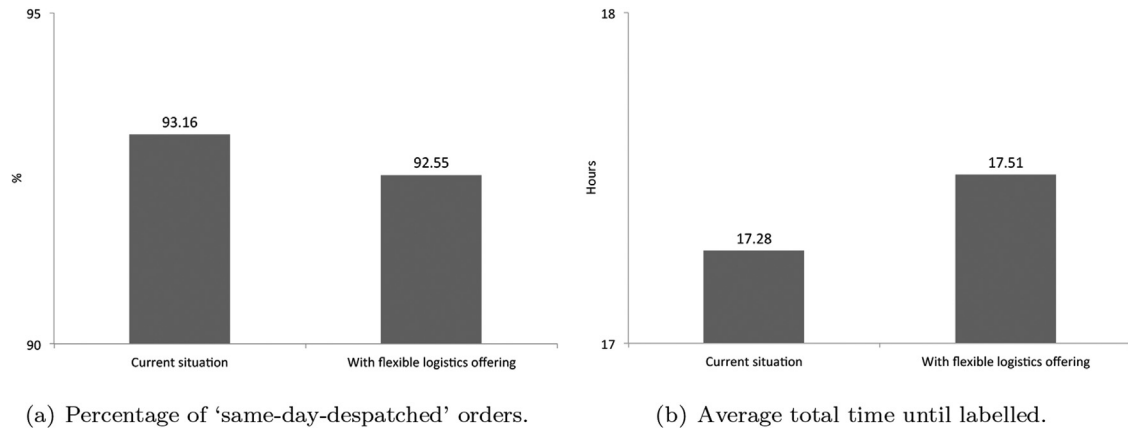 95
93.16
92.55
%
90
Current situation
With flexible logistics offering
(a) Percentage of ‘same-day-despatched’ orders.
18
17.51
17.28
Hours
17
Current situation
With flexible logistics offering
(b) Average total time until labelled.